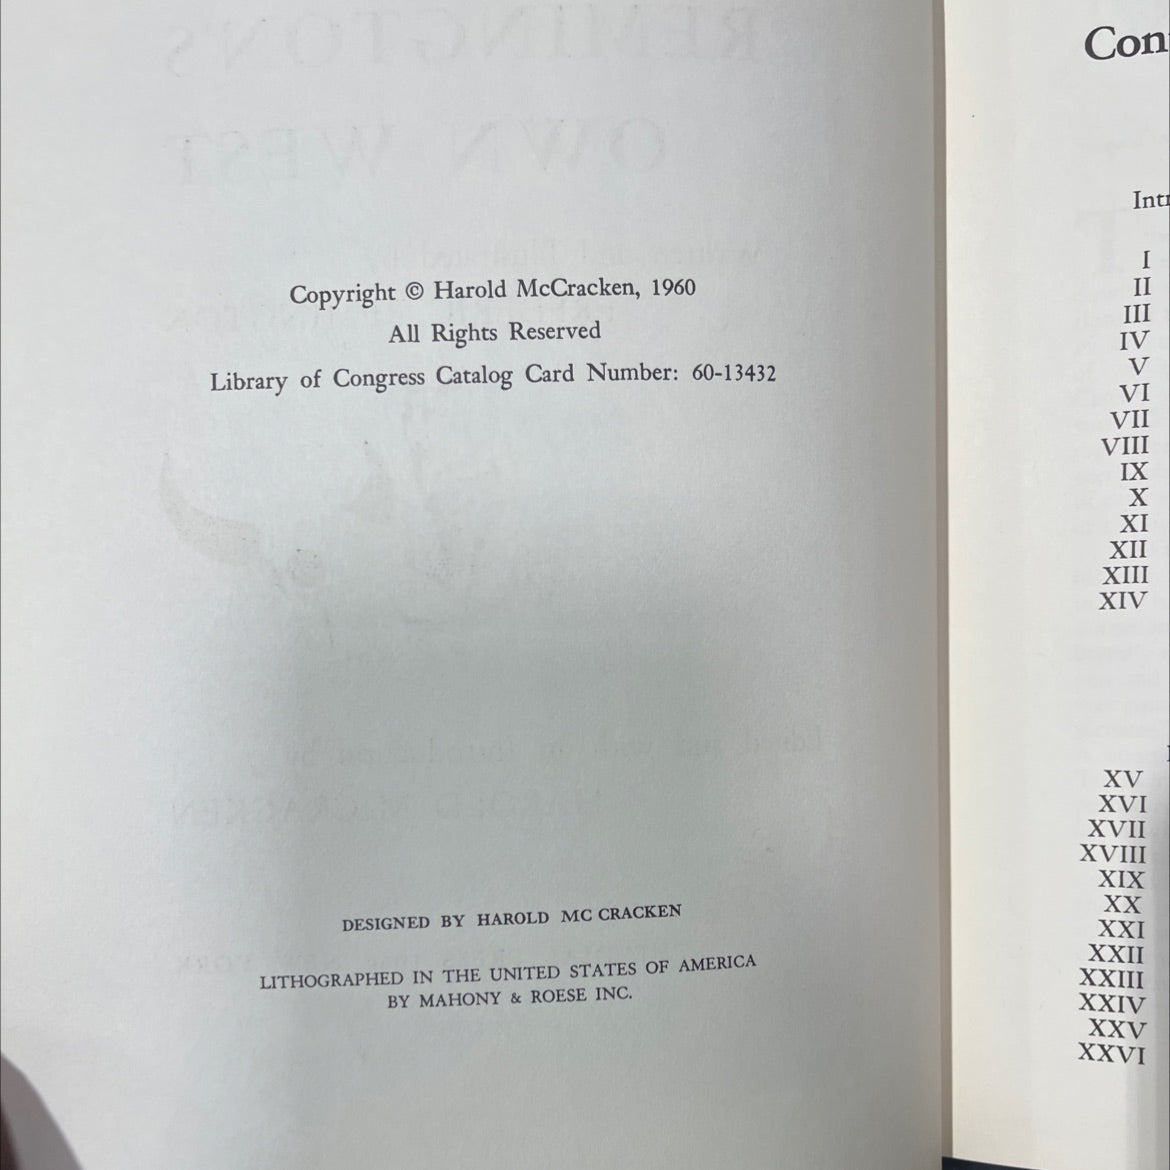 Copyright © Harold McCracken, 1960
All Rights Reserved
Library of Congress Catalog Card Number: 60-13432
DESIGNED BY HAROLD MC CRACKEN
LITHOGRAPHED IN THE UNITED STATES OF AMERICA
BY MAHONY & ROESE INC.
Con
Intr
I
II
III
IV
V
VI
VII
VIII
IX
X
XI
XII
XIII
XIV
XV
XVI
XVII
XVIII
XIX
XX
XXI
XXII
XXIII
XXIV
XXV
XXVI